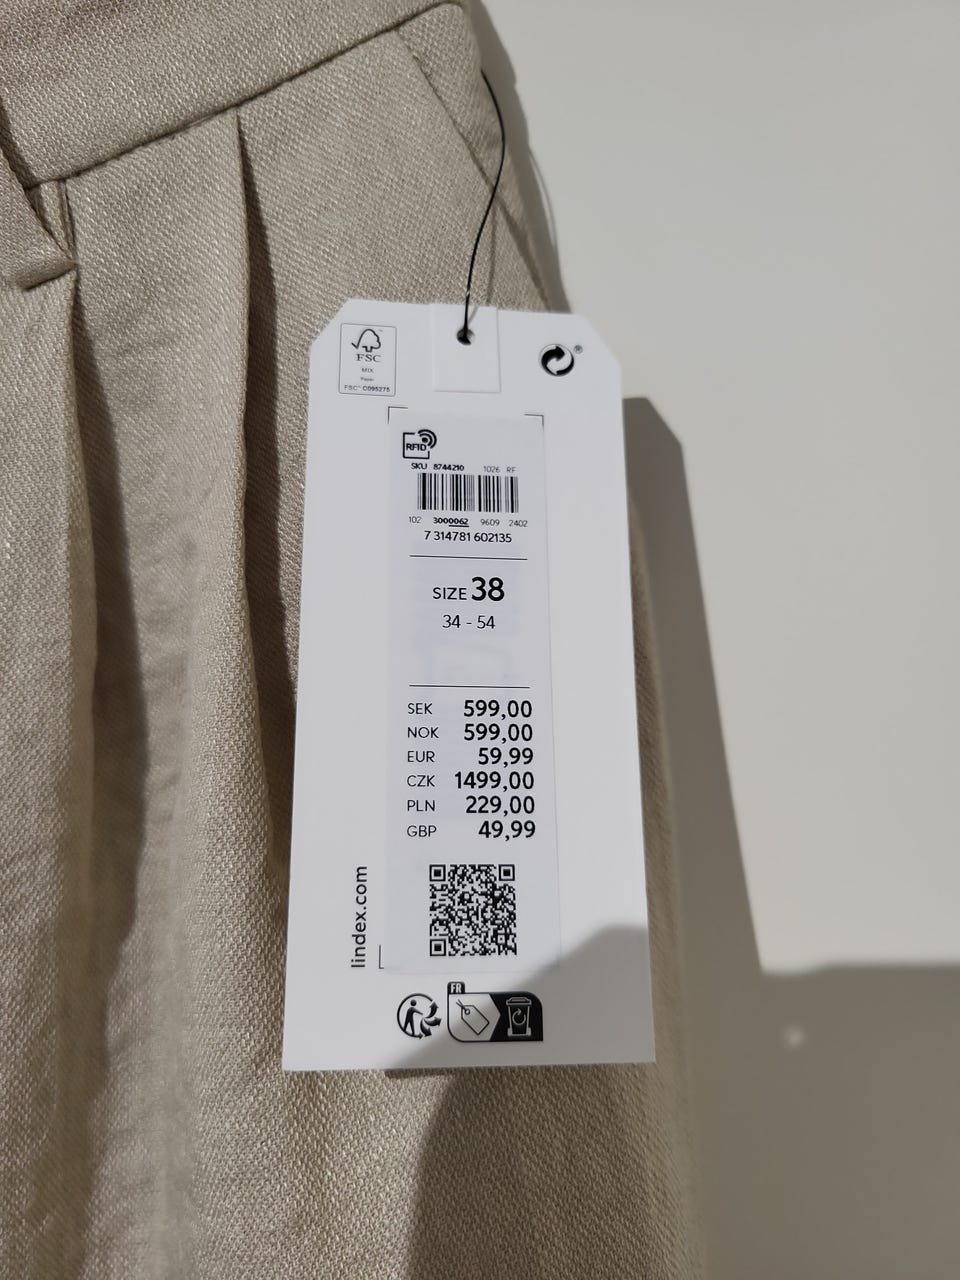 FSC
MIX
Paper
FSC™ C095275
®
RFID
SKU 8744210 1026 RF
102 3000062 9609 2402
7 314781 602135
SIZE 38
34 - 54
SEK 599,00
NOK 599,00
EUR 59,99
CZK 1499,00
PLN 229,00
GBP 49,99
lindex.com
FR